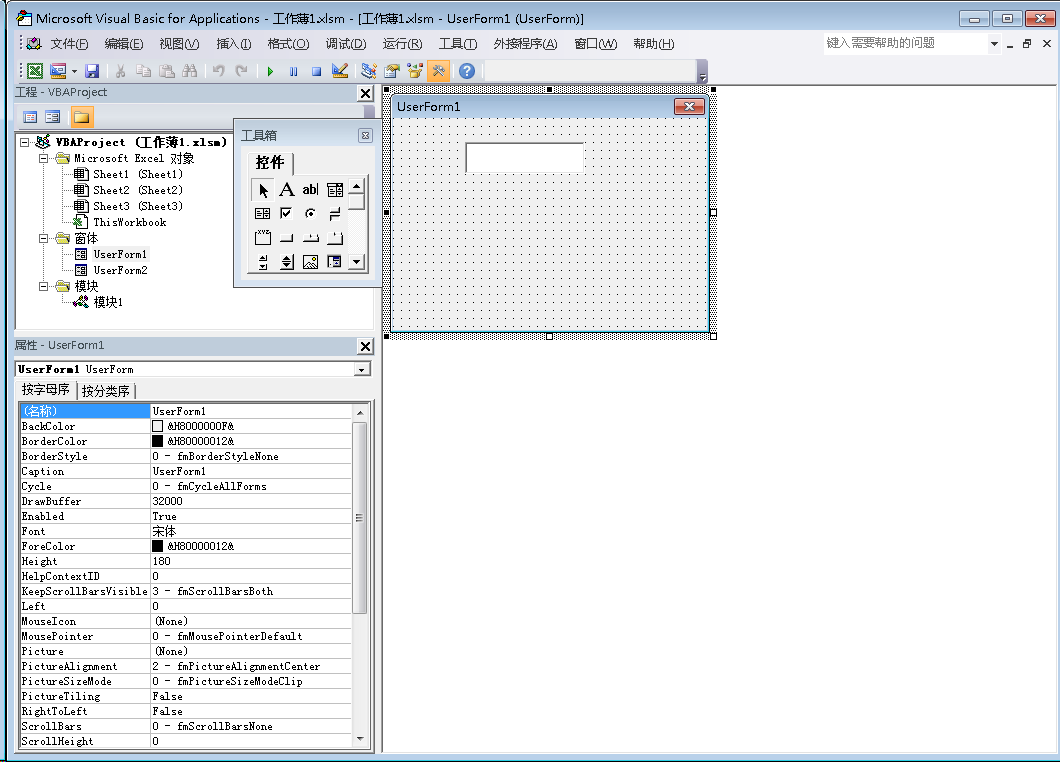 Microsoft Visual Basic for Applications - 工作薄1.xlsm - [工作薄1.xlsm - UserForm1 (UserForm)]
文件(F) 编辑(E) 视图(V) 插入(I) 格式(O) 调试(D) 运行(R) 工具(T) 外接程序(A) 窗口(W) 帮助(H) 键入需要帮助的问题
工程 - VBAProject
VBAProject (工作薄1.xlsm)
Microsoft Excel 对象
Sheet1 (Sheet1)
Sheet2 (Sheet2)
Sheet3 (Sheet3)
ThisWorkbook
窗体
UserForm1
UserForm2
模块
模块1
工具箱
控件
A ab
XYZ
UserForm1
属性 - UserForm1
UserForm1 UserForm
按字母序 按分类序
(名称) UserForm1
BackColor &H8000000F&
BorderColor &H80000012&
BorderStyle 0 - fmBorderStyleNone
Caption UserForm1
Cycle 0 - fmCycleAllForms
DrawBuffer 32000
Enabled True
Font 宋体
ForeColor &H80000012&
Height 180
HelpContextID 0
KeepScrollBarsVisible 3 - fmScrollBarsBoth
Left 0
MouseIcon (None)
MousePointer 0 - fmMousePointerDefault
Picture (None)
PictureAlignment 2 - fmPictureAlignmentCenter
PictureSizeMode 0 - fmPictureSizeModeClip
PictureTiling False
RightToLeft False
ScrollBars 0 - fmScrollBarsNone
ScrollHeight 0